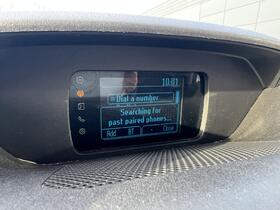 10:01
Dial a number
Searching for
past paired phones...
Add BT - Close